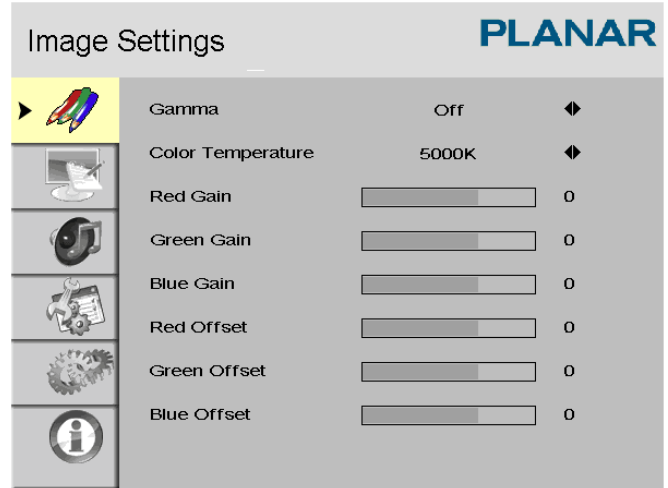 Image Settings
PLANAR
Gamma Off
Color Temperature 5000K
Red Gain 0
Green Gain 0
Blue Gain 0
Red Offset 0
Green Offset 0
Blue Offset 0